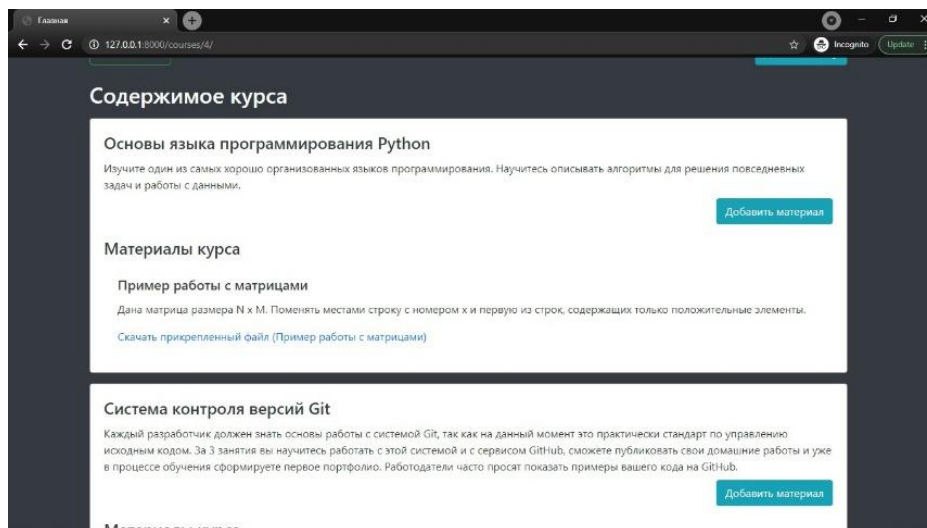 Главная
127.0.0.1:8000/courses/4/
Incognito
Update
Содержимое курса
Основы языка программирования Python
Изучите один из самых хорошо организованных языков программирования. Научитесь описывать алгоритмы для решения повседневных
задач и работы с данными.
Добавить материал
Материалы курса
Пример работы с матрицами
Дана матрица размера N x M. Поменять местами строку с номером x и первую из строк, содержащих только положительные элементы.
Скачать прикрепленный файл (Пример работы с матрицами)
Система контроля версий Git
Каждый разработчик должен знать основы работы с системой Git, так как на данный момент это практически стандарт по управлению
исходным кодом. За 3 занятия вы научитесь работать с этой системой и с сервисом GitHub, сможете публиковать свои домашние работы и уже
в процессе обучения сформируете первое портфолио. Работодатели часто просят показать примеры вашего кода на GitHub.
Добавить материал